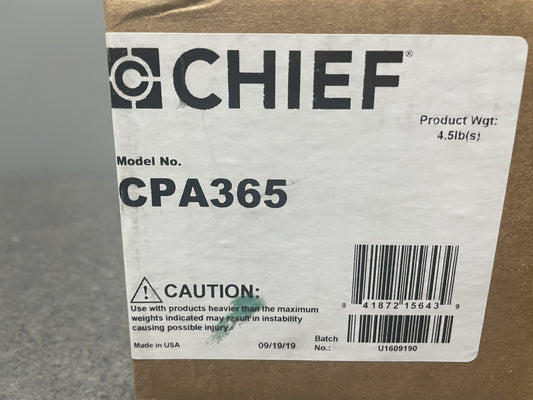 CHIEF®
Product Wgt:
4.5lb(s)
Model No.
CPA365
CAUTION:
Use with products heavier than the maximum
weights indicated may result in instability
causing possible injury.
8 41872 15643 9
Made in USA
09/19/19
Batch
No.:
U1609190